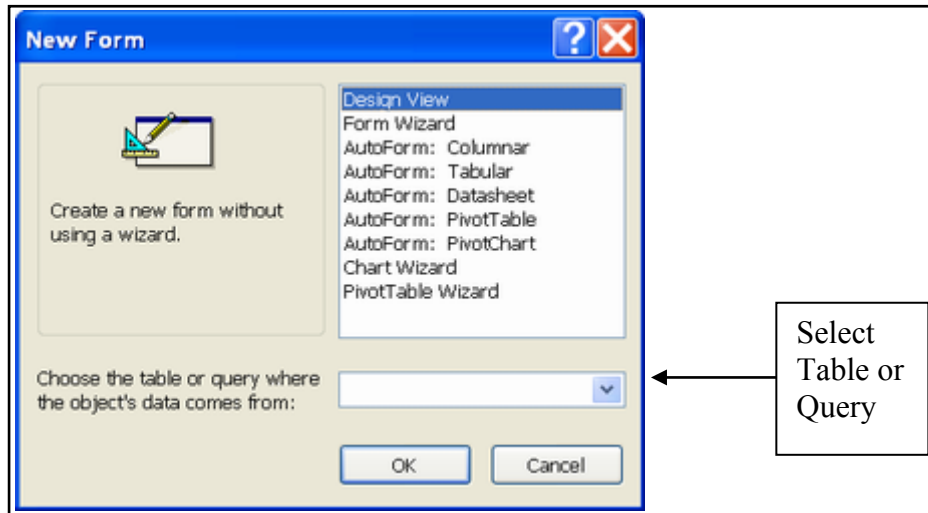 New Form
Design View
Form Wizard
AutoForm: Columnar
AutoForm: Tabular
AutoForm: Datasheet
AutoForm: PivotTable
AutoForm: PivotChart
Chart Wizard
PivotTable Wizard
Create a new form without
using a wizard.
Choose the table or query where
the object's data comes from:
OK
Cancel
Select
Table or
Query